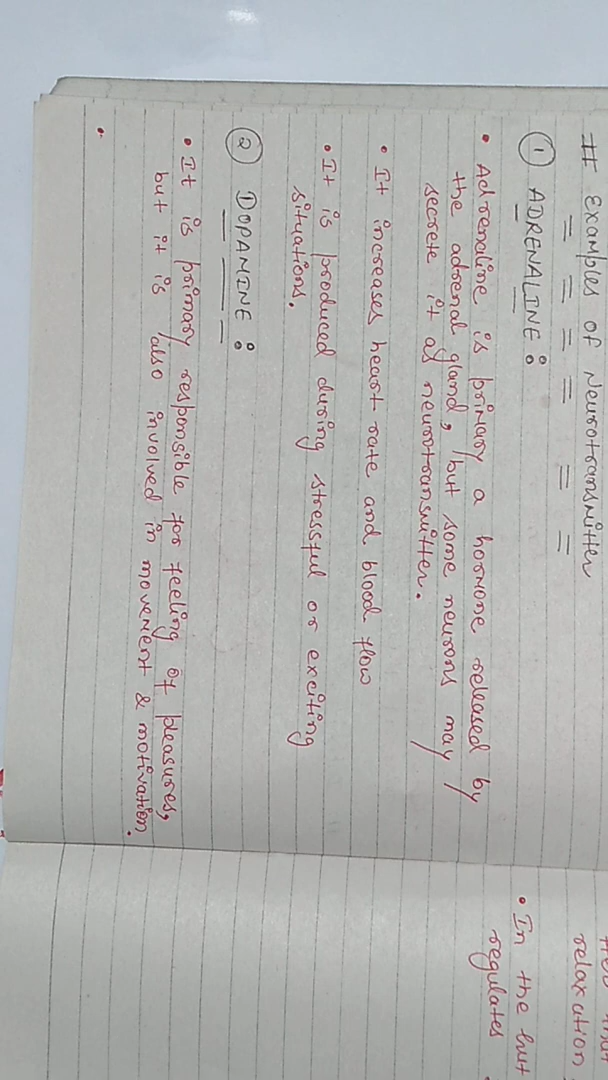 # Examples of Neurotransmitter
① ADRENALINE :
• Adrenaline is primary a hormone released by
the adrenal gland, but some neurons may
secrete it as neurotransmitter.
• It increases heart rate and blood flow
• It is produced during stressful or exciting
situations.
② DOPAMINE :
• It is primary responsible for feeling of pleasures,
but it is also involved in movement & motivation.
•
relaxation.
• In the but
regulates